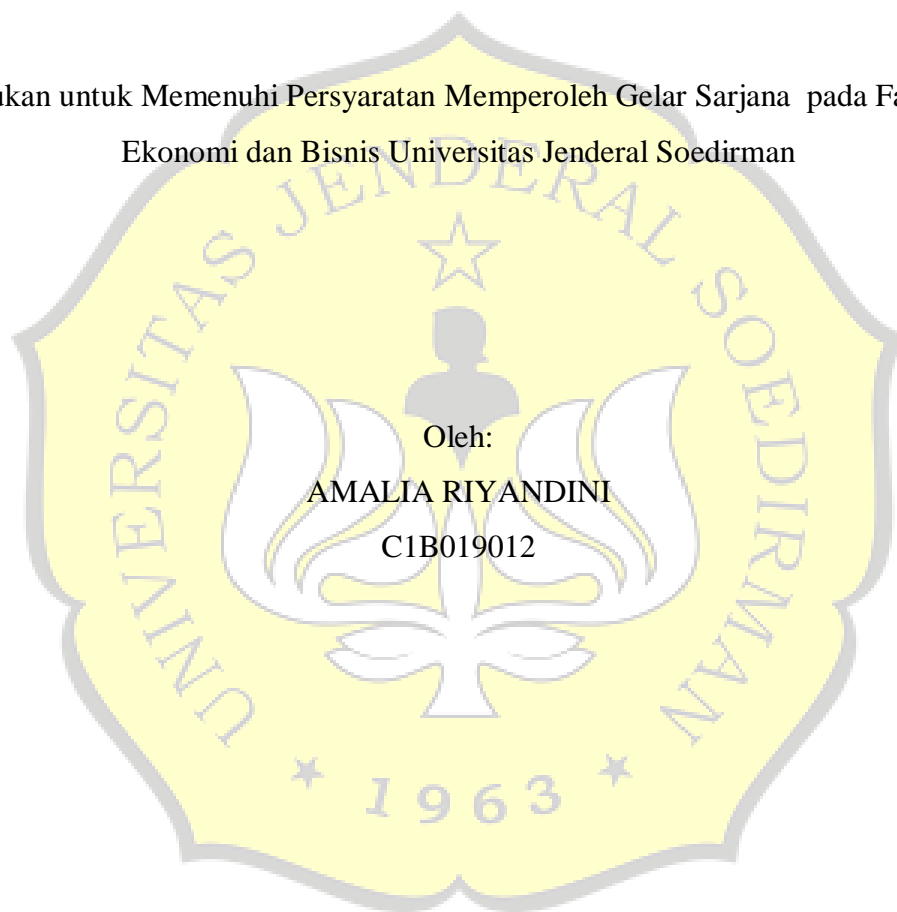 untuk Memenuhi Persyaratan Memperoleh Gelar Sarjana pada
Ekonomi dan Bisnis Universitas Jenderal Soedirman
UNIVERSITAS JENDERAL SOEDIRMAN
Oleh:
AMALIA RIYANDINI
C1B019012
1963